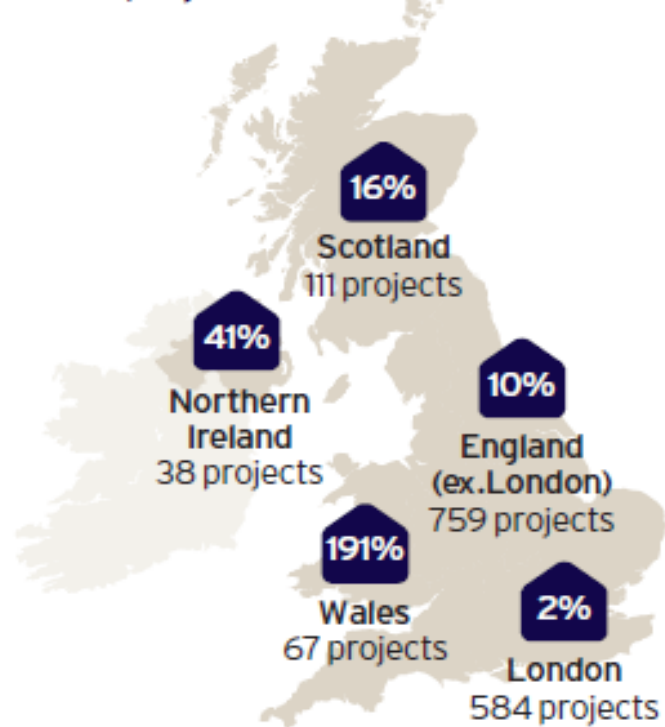 16%
Scotland
111 projects
41%
Northern
Ireland
38 projects
10%
England
(ex.London)
759 projects
191%
Wales
67 projects
2%
London
584 projects